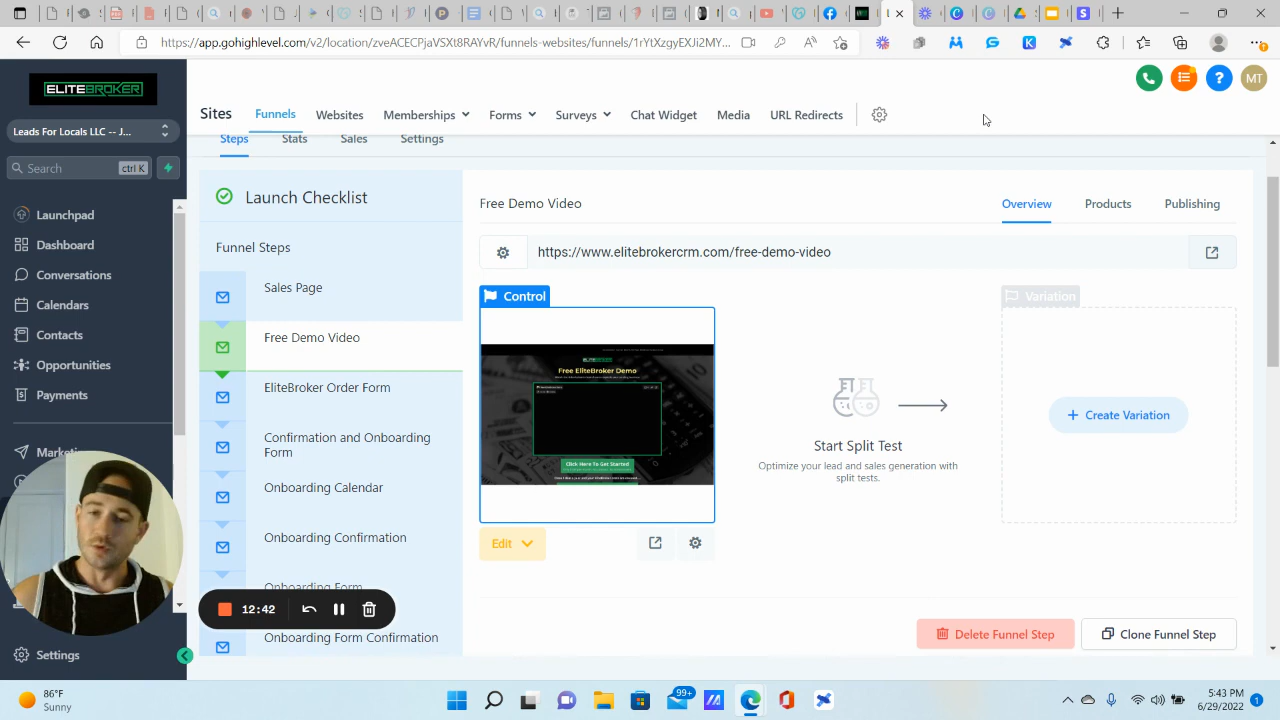 https://app.gohighlevel.com/v2/location/zveACECPjaVSXt8RAYvR/funnels-websites/funnels/1rYtXzgyEXJi2MY...
ELITEBROKER
Leads For Locals LLC -- J...
Search
ctrl K
Launchpad
Dashboard
Conversations
Calendars
Contacts
Opportunities
Payments
Settings
MT
Sites
Funnels
Websites
Memberships
Forms
Surveys
Chat Widget
Media
URL Redirects
Steps
Stats
Sales
Settings
Launch Checklist
Funnel Steps
Sales Page
Free Demo Video
EliteBroker Order Form
Confirmation and Onboarding
Form
Onboarding Calendar
Onboarding Confirmation
Onboarding Form
Onboarding Form Confirmation
12:42
Free Demo Video
Overview
Products
Publishing
https://www.elitebrokercrm.com/free-demo-video
Control
Variation
ELITEBROKER
Free EliteBroker Demo
Click Here To Get Started
Start Split Test
Optimize your lead and sales generation with
split tests.
+ Create Variation
Edit
Delete Funnel Step
Clone Funnel Step
86°F
Sunny
99+
5:43 PM
6/29/2022
1